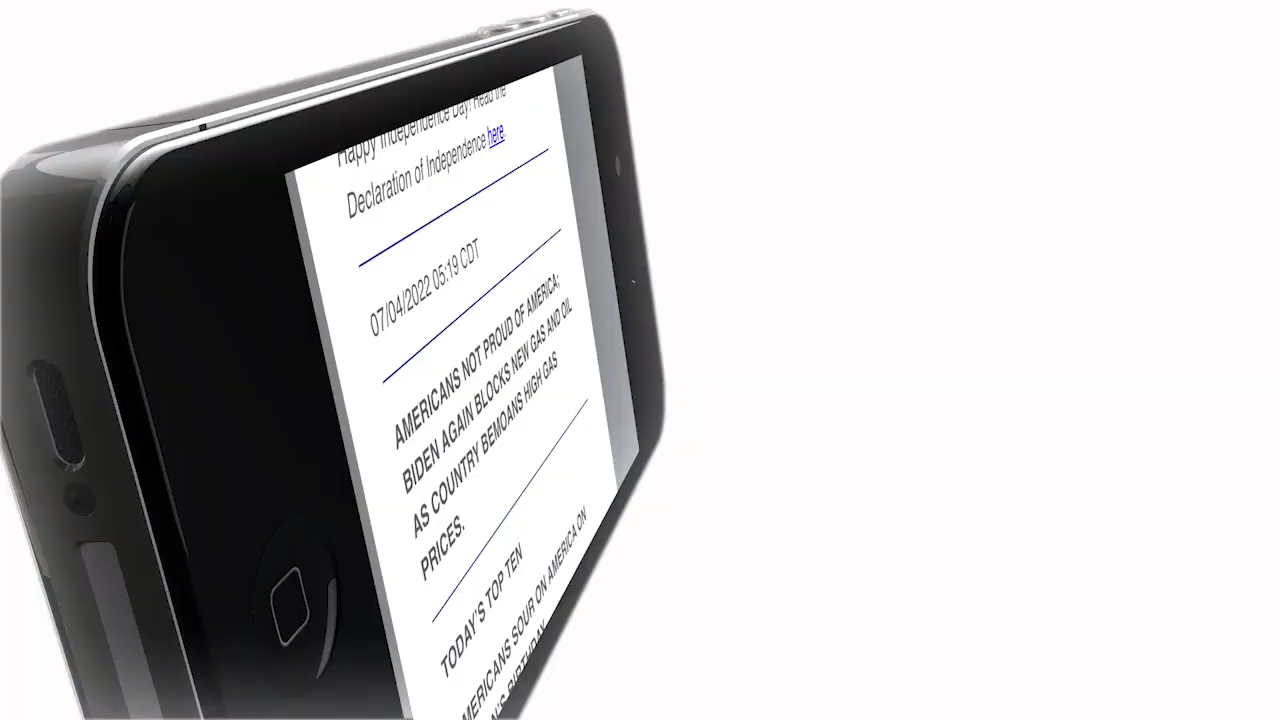 Happy Independence Day! Read the
Declaration of Independence here.
07/04/2022 05:19 CDT
AMERICANS NOT PROUD OF AMERICA;
BIDEN AGAIN BLOCKS NEW GAS AND OIL
AS COUNTRY BEMOANS HIGH GAS
PRICES.
TODAY'S TOP TEN
AMERICANS SOUR ON AMERICA ON
BIRTHDAY